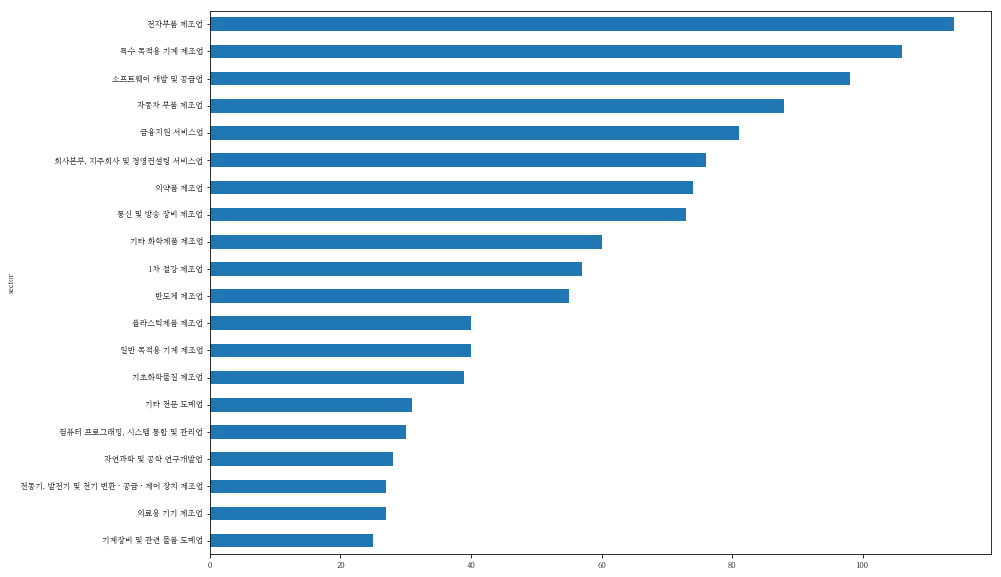 전자부품 제조업
특수 목적용 기계 제조업
소프트웨어 개발 및 공급업
자동차 부품 제조업
금융지원 서비스업
회사본부, 지주회사 및 경영컨설팅 서비스업
의약품 제조업
통신 및 방송 장비 제조업
기타 화학제품 제조업
1차 철강 제조업
반도체 제조업
플라스틱제품 제조업
일반 목적용 기계 제조업
기초화학물질 제조업
기타 전문 도매업
컴퓨터 프로그래밍, 시스템 통합 및 관리업
자연과학 및 공학 연구개발업
전동기, 발전기 및 전기 변환 · 공급 · 제어 장치 제조업
의료용 기기 제조업
기계장비 및 관련 물품 도매업
sector
0 20 40 60 80 100